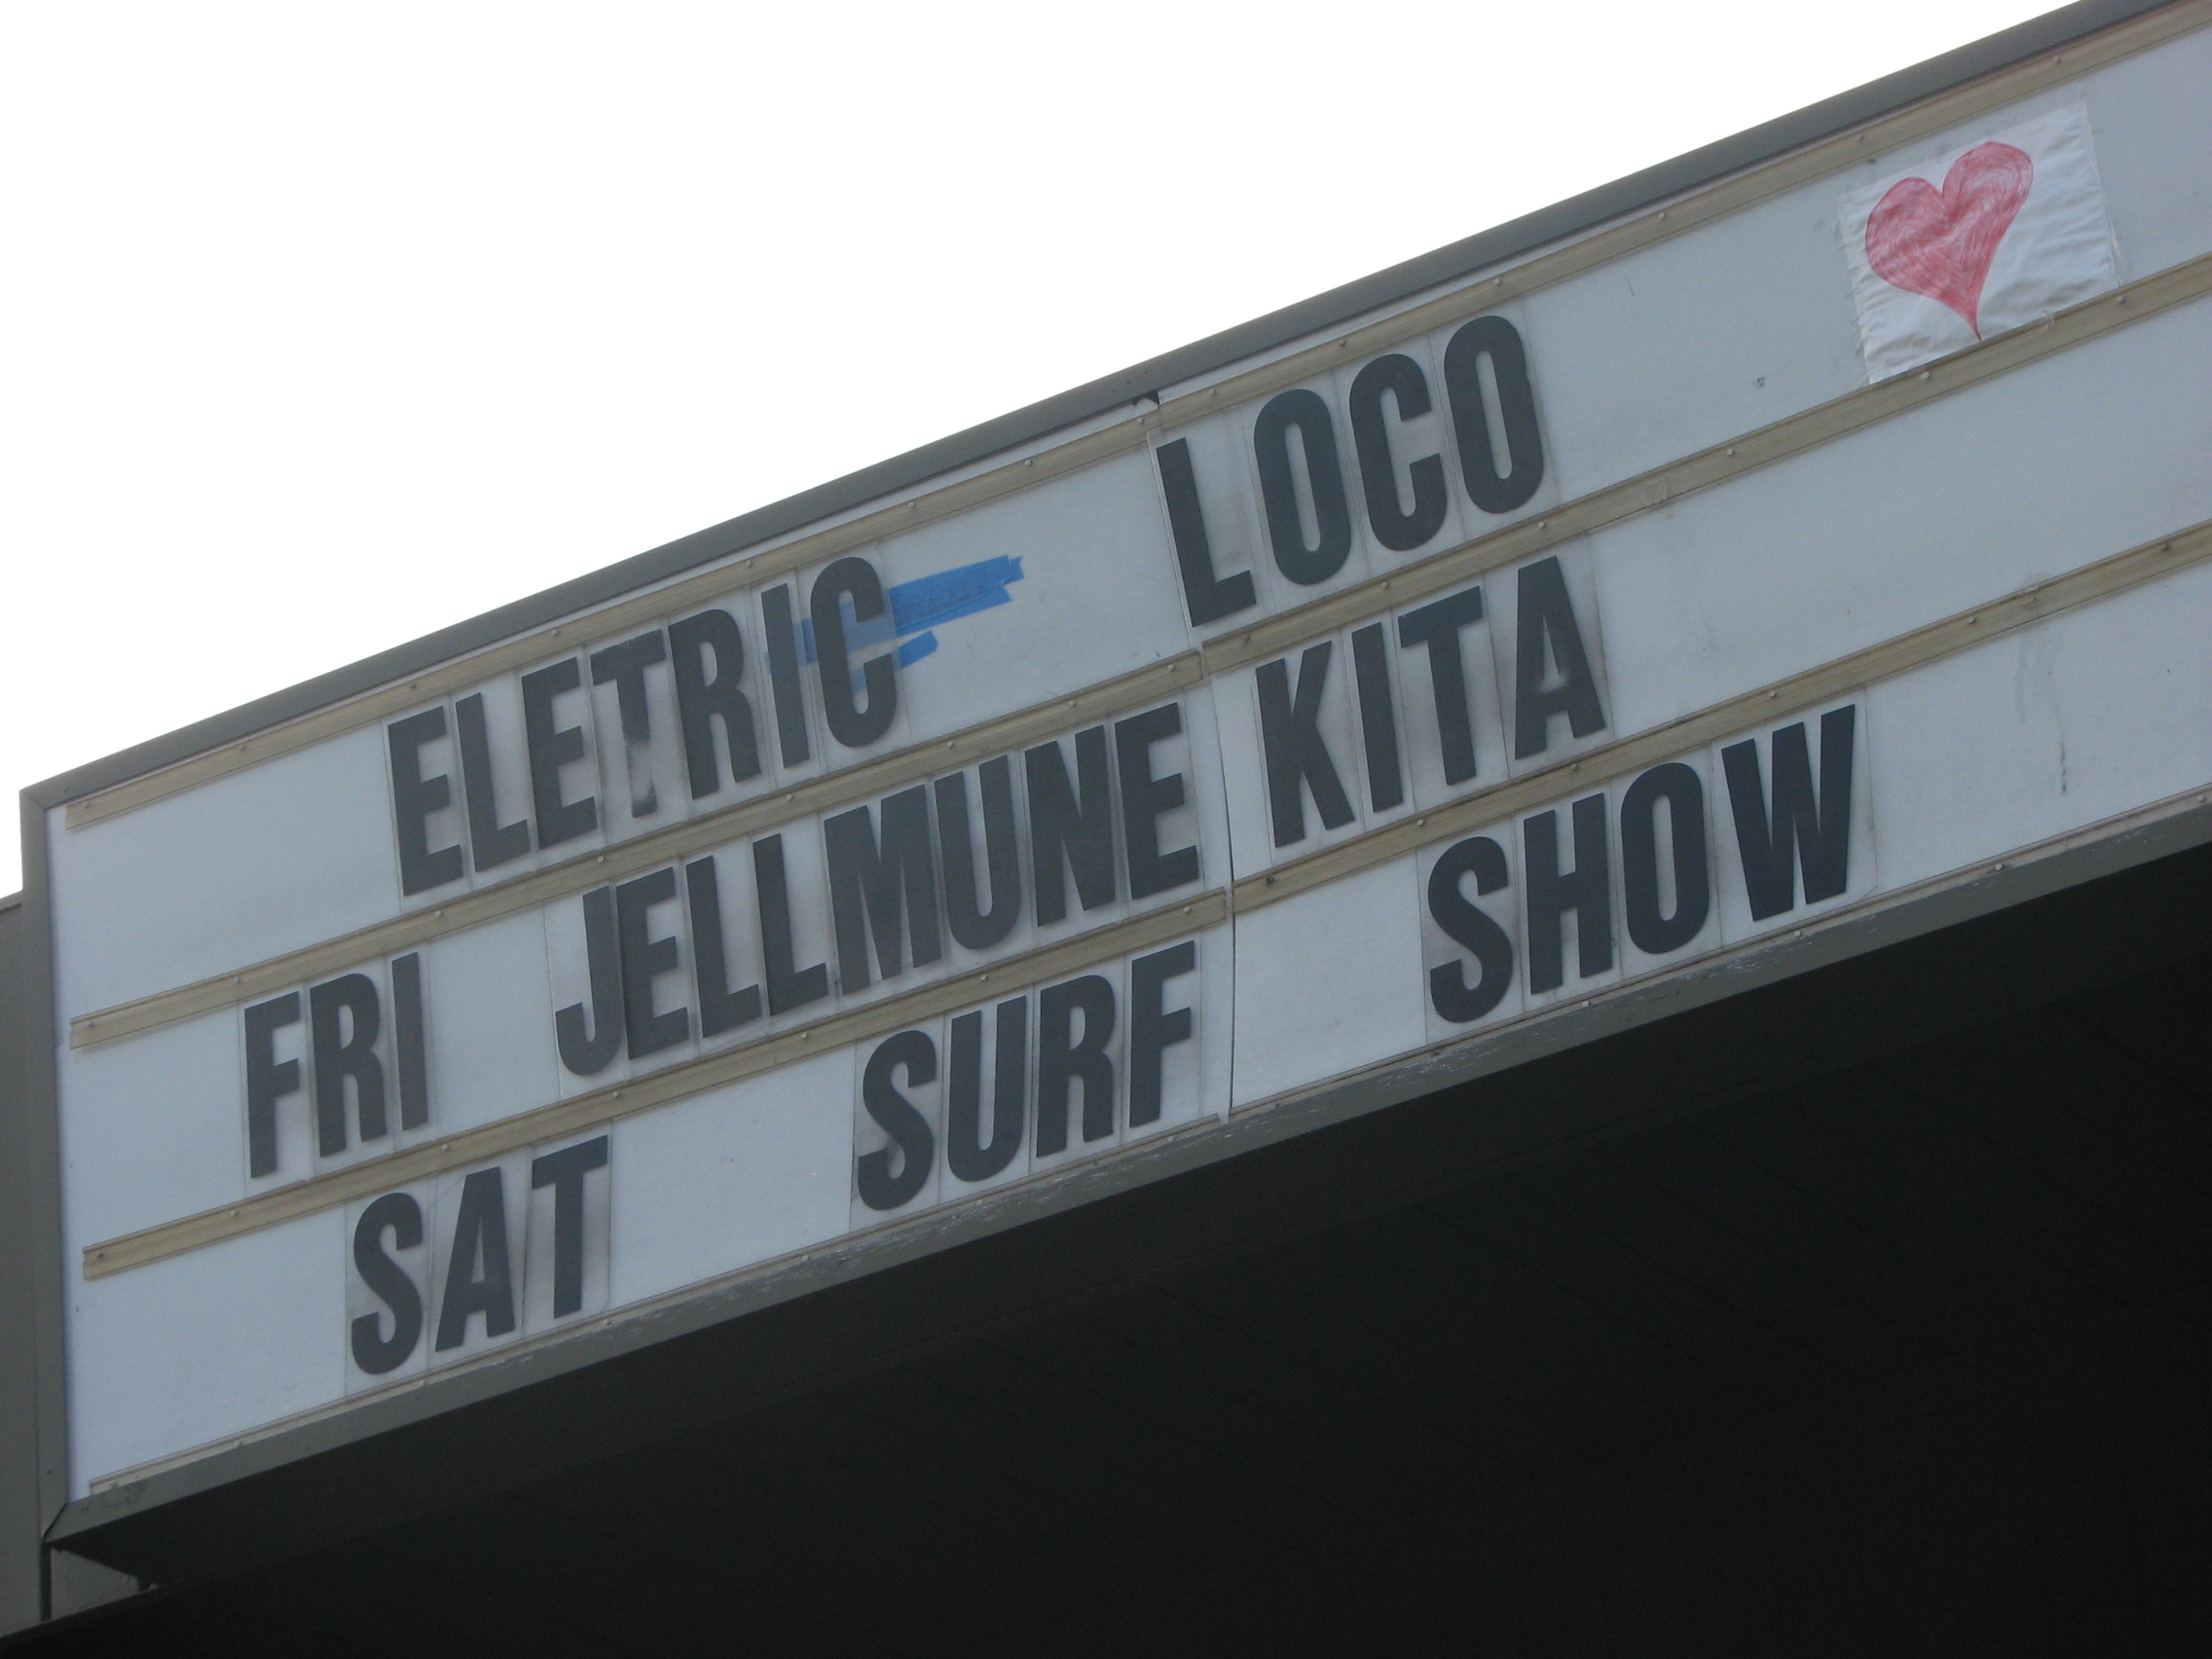 ELETRIC LOCO
FRI JELLMUNE KITA
SAT SURF SHOW